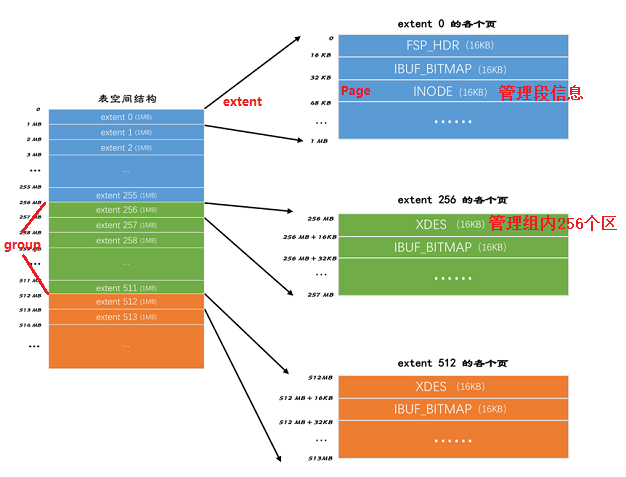 表空间结构
0
extent 0 (1MB)
1 MB
extent 1 (1MB)
2 MB
extent 2 (1MB)
3 MB
...
...
255 MB
extent 255 (1MB)
256 MB
extent 256 (1MB)
257 MB
extent 257 (1MB)
258 MB
extent 258 (1MB)
...
...
511 MB
extent 511 (1MB)
512 MB
extent 512 (1MB)
513 MB
extent 513 (1MB)
516 MB
...
...
group
extent
extent 0 的各个页
0
FSP_HDR (16KB)
16 KB
IBUF_BITMAP (16KB)
32 KB
Page INODE (16KB) 管理段信息
68 KB
...
......
1 MB
extent 256 的各个页
256 MB
XDES (16KB) 管理组内256个区
256 MB + 16KB
IBUF_BITMAP (16KB)
256 MB + 32KB
...
......
257 MB
extent 512 的各个页
512MB
XDES (16KB)
512 MB + 16KB
IBUF_BITMAP (16KB)
512 MB + 32KB
...
......
513MB